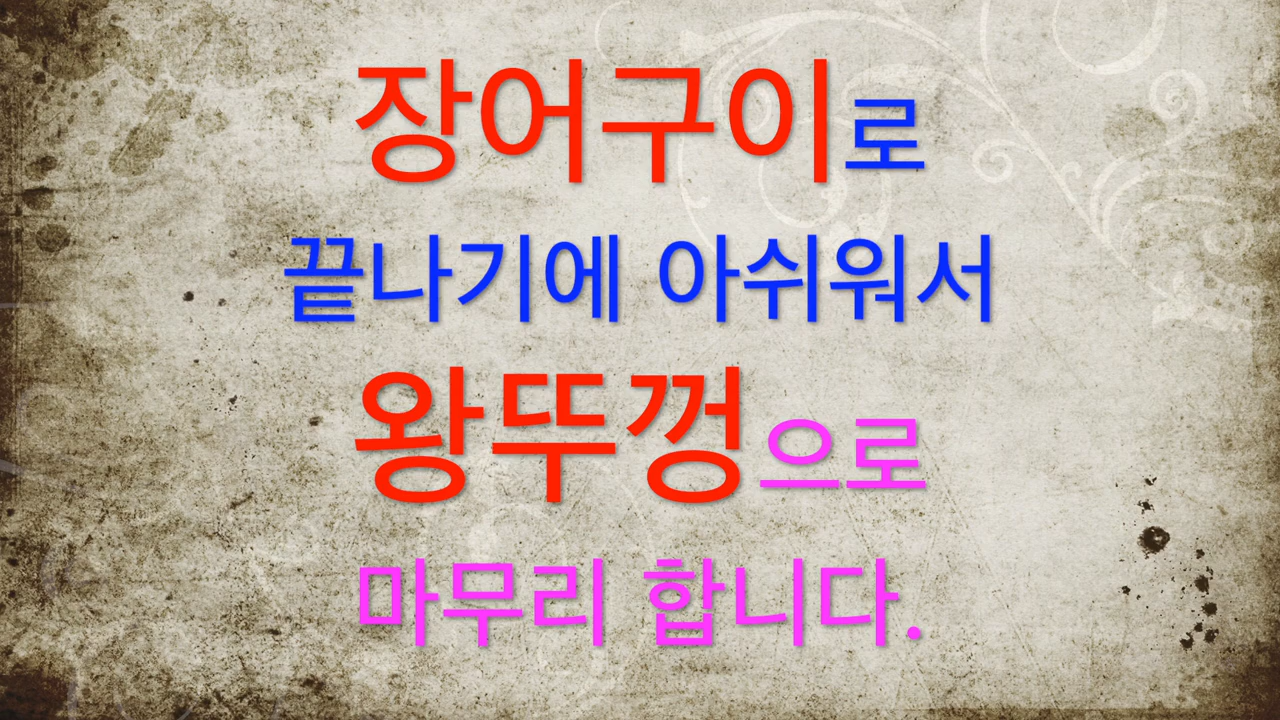 장어구이로
끝나기에 아쉬워서
왕뚜껑으로
마무리 합니다.